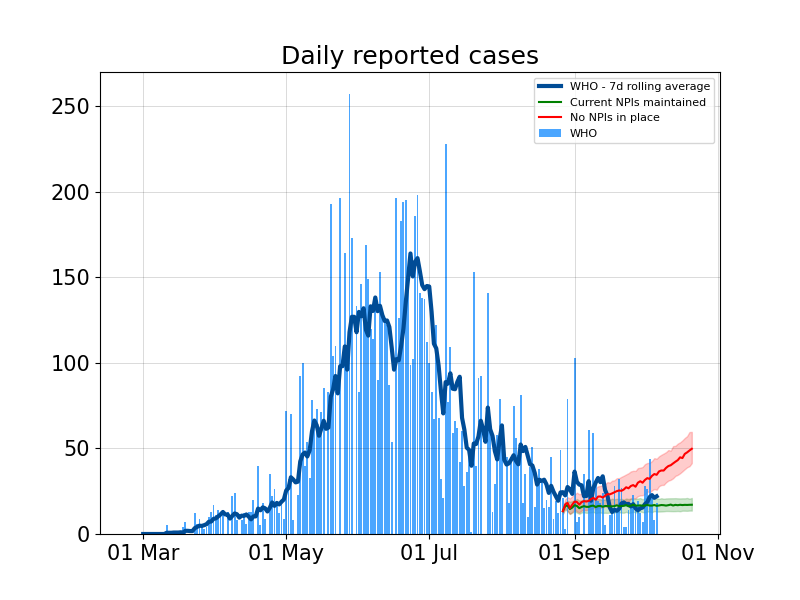 Daily reported cases
WHO - 7d rolling average
Current NPIs maintained
No NPIs in place
WHO
250
200
150
100
50
0
01 Mar
01 May
01 Jul
01 Sep
01 Nov